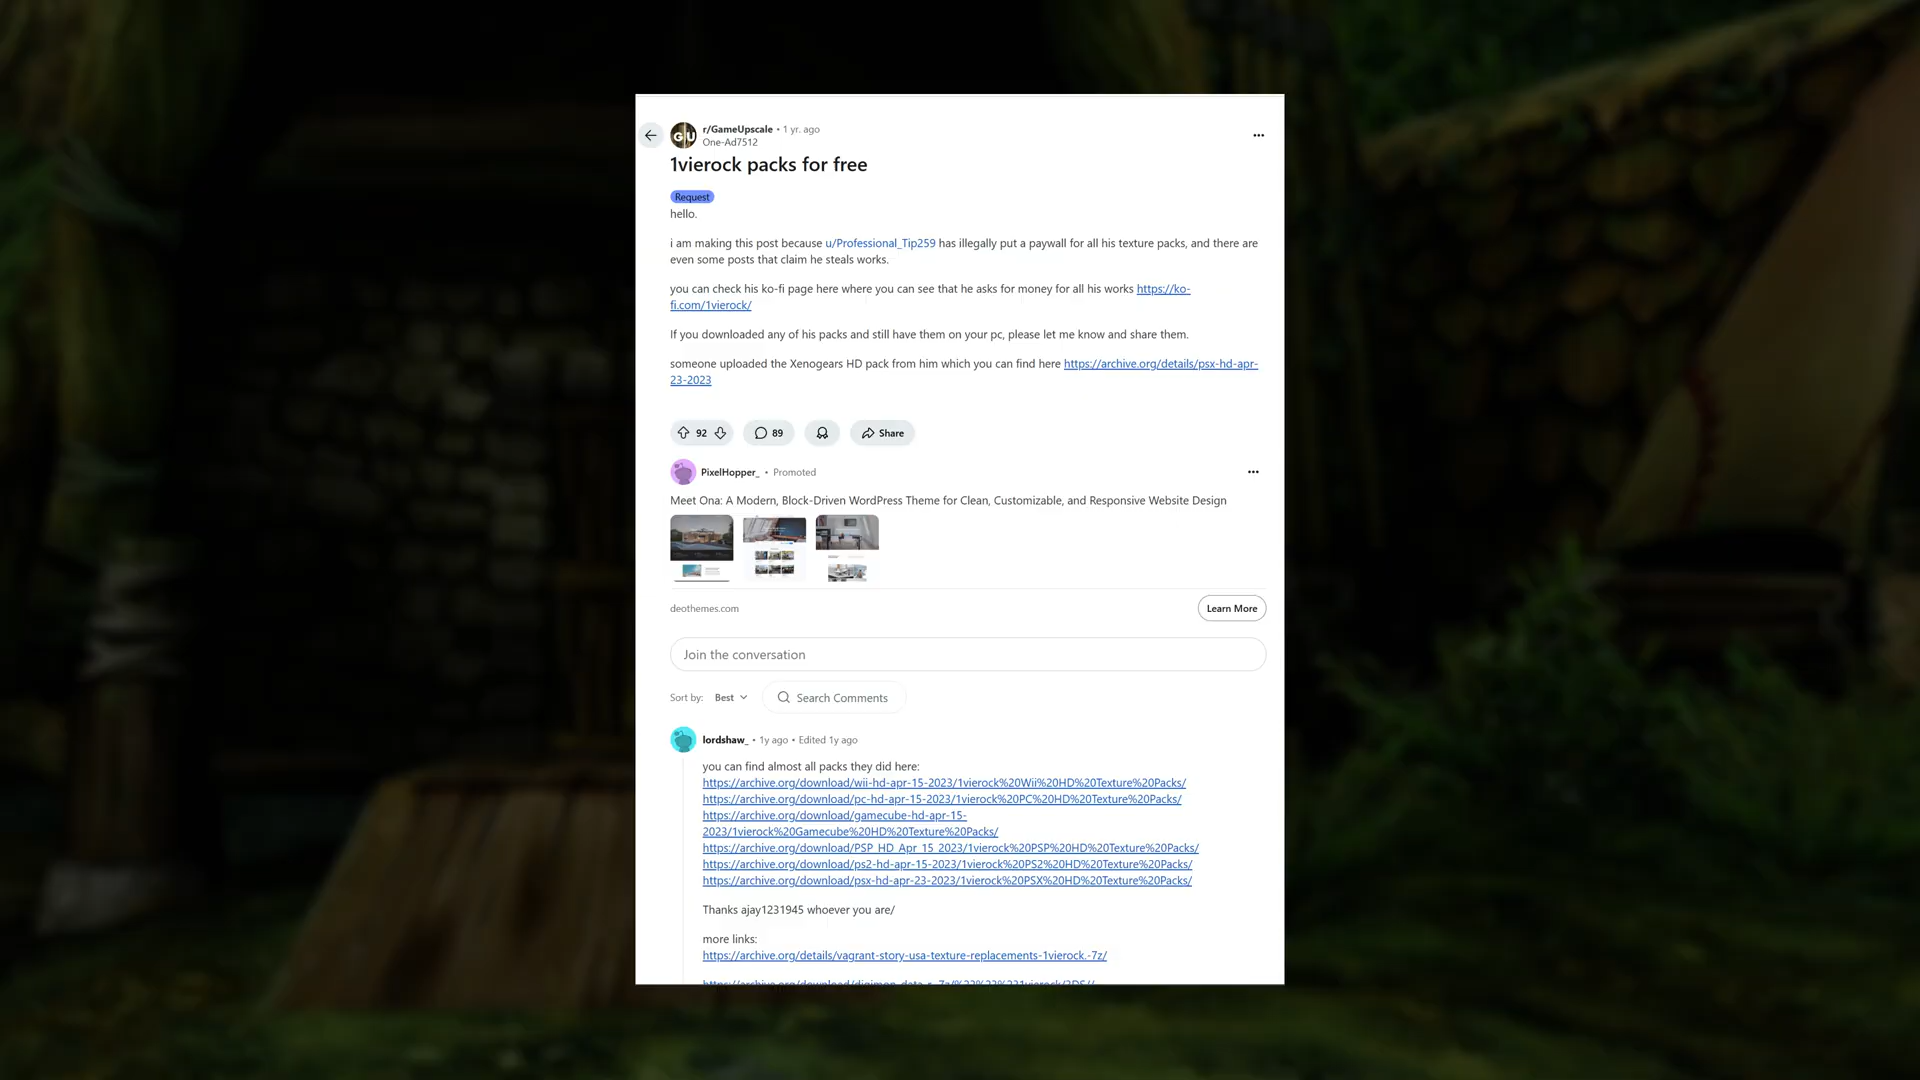 r/GameUpscale • 1 yr. ago
One-Ad7512
1vierock packs for free
Request
hello.
i am making this post because u/Professional_Tip259 has illegally put a paywall for all his texture packs, and there are
even some posts that claim he steals works.
you can check his ko-fi page here where you can see that he asks for money for all his works https://ko-
fi.com/1vierock/
If you downloaded any of his packs and still have them on your pc, please let me know and share them.
someone uploaded the Xenogears HD pack from him which you can find here https://archive.org/details/psx-hd-apr-
23-2023
92 89 Share
PixelHopper_ • Promoted
Meet Ona: A Modern, Block-Driven WordPress Theme for Clean, Customizable, and Responsive Website Design
deothemes.com Learn More
Join the conversation
Sort by: Best Search Comments
lordshaw_ • 1y ago • Edited 1y ago
you can find almost all packs they did here:
https://archive.org/download/wii-hd-apr-15-2023/1vierock%20Wii%20HD%20Texture%20Packs/
https://archive.org/download/pc-hd-apr-15-2023/1vierock%20PC%20HD%20Texture%20Packs/
https://archive.org/download/gamecube-hd-apr-15-
2023/1vierock%20Gamecube%20HD%20Texture%20Packs/
https://archive.org/download/PSP_HD_Apr_15_2023/1vierock%20PSP%20HD%20Texture%20Packs/
https://archive.org/download/ps2-hd-apr-15-2023/1vierock%20PS2%20HD%20Texture%20Packs/
https://archive.org/download/psx-hd-apr-23-2023/1vierock%20PSX%20HD%20Texture%20Packs/
Thanks ajay1231945 whoever you are/
more links:
https://archive.org/details/vagrant-story-usa-texture-replacements-1vierock.-7z/